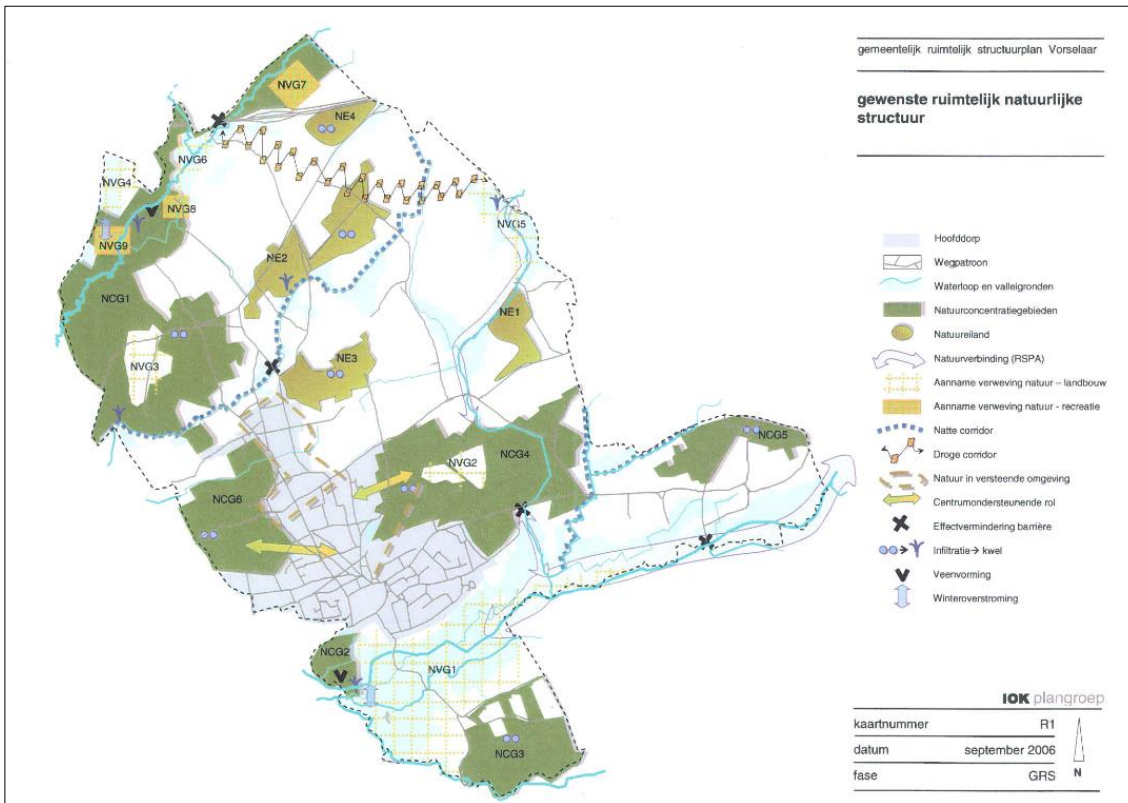 gemeentelijk ruimtelijk structuurplan Vorselaar
gewenste ruimtelijk natuurlijke
structuur
Hoofddorp
Wegpatroon
Waterloop en valleigronden
Natuurconcentratiegebieden
Natuureiland
Natuurverbinding (RSPA)
Aanname verweving natuur – landbouw
Aanname verweving natuur - recreatie
Natte corridor
Droge corridor
Natuur in versteende omgeving
Centrumondersteunende rol
Effectvermindering barrière
Infiltratie→ kwel
Veenvorming
Winteroverstroming
IOK plangroep
kaartnummer R1
datum september 2006
fase GRS
N
NVG7
NE4
NVG6
NVG4
NVG8
NVG5
NVG9
NE2
NCG1
NE1
NVG3
NE3
NCG5
NVG2
NCG4
NCG6
NCG2
NVG1
NCG3